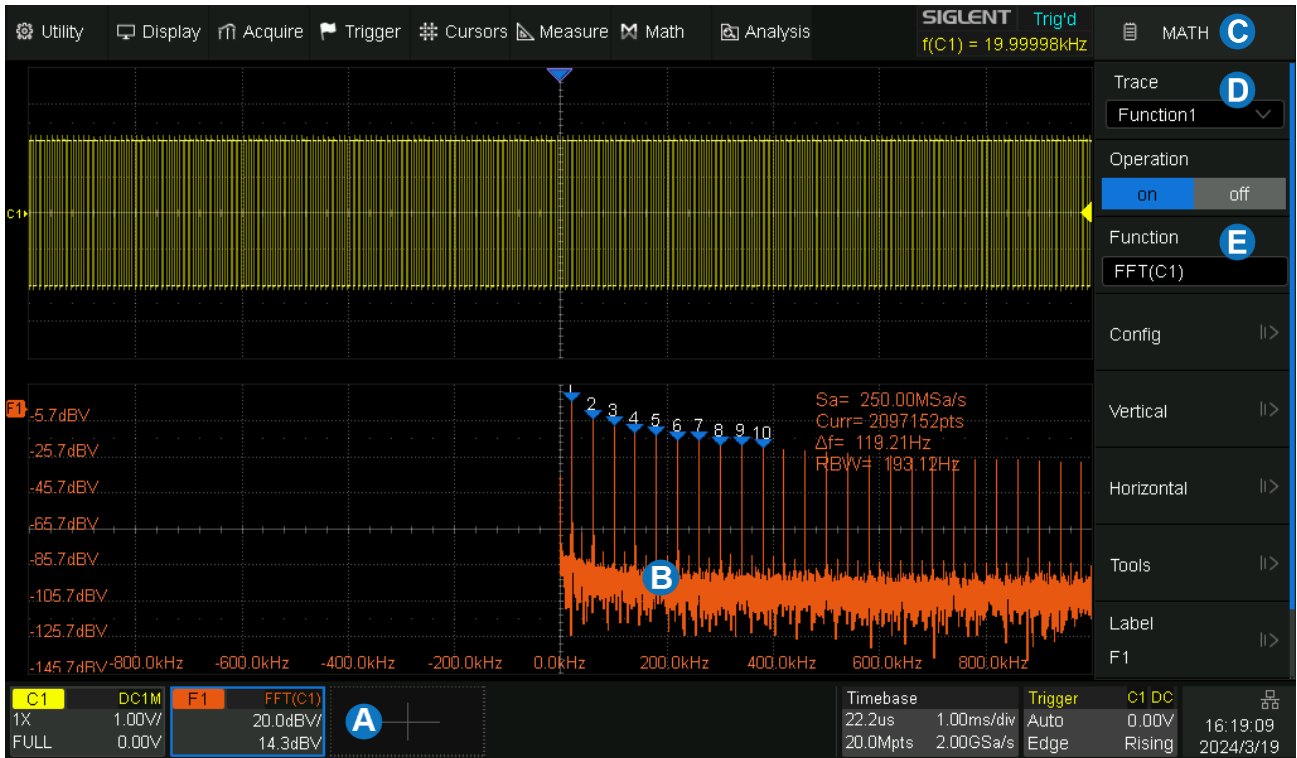 Utility Display Acquire Trigger Cursors Measure Math Analysis
SIGLENT Trig'd
f(C1) = 19.99998kHz
MATH C
Trace D
Function1
Operation
on off
Function E
FFT(C1)
Config
Vertical
Horizontal
Tools
Label
F1
C1
F1
1 2 3 4 5 6 7 8 9 10
Sa= 250.00MSa/s
Curr= 2097152pts
Δf= 119.21Hz
RBW= 193.12Hz
-5.7dBV
-25.7dBV
-45.7dBV
-65.7dBV
-85.7dBV
-105.7dBV
-125.7dBV
-145.7dBV
B
-800.0kHz -600.0kHz -400.0kHz -200.0kHz 0.0kHz 200.0kHz 400.0kHz 600.0kHz 800.0kHz
C1 DC1M
1X 1.00V/
FULL 0.00V
F1 FFT(C1)
20.0dBV/
14.3dBV
A
Timebase
22.2us 1.00ms/div
20.0Mpts 2.00GSa/s
Trigger C1 DC
Auto 0.00V
Edge Rising
16:19:09
2024/3/19